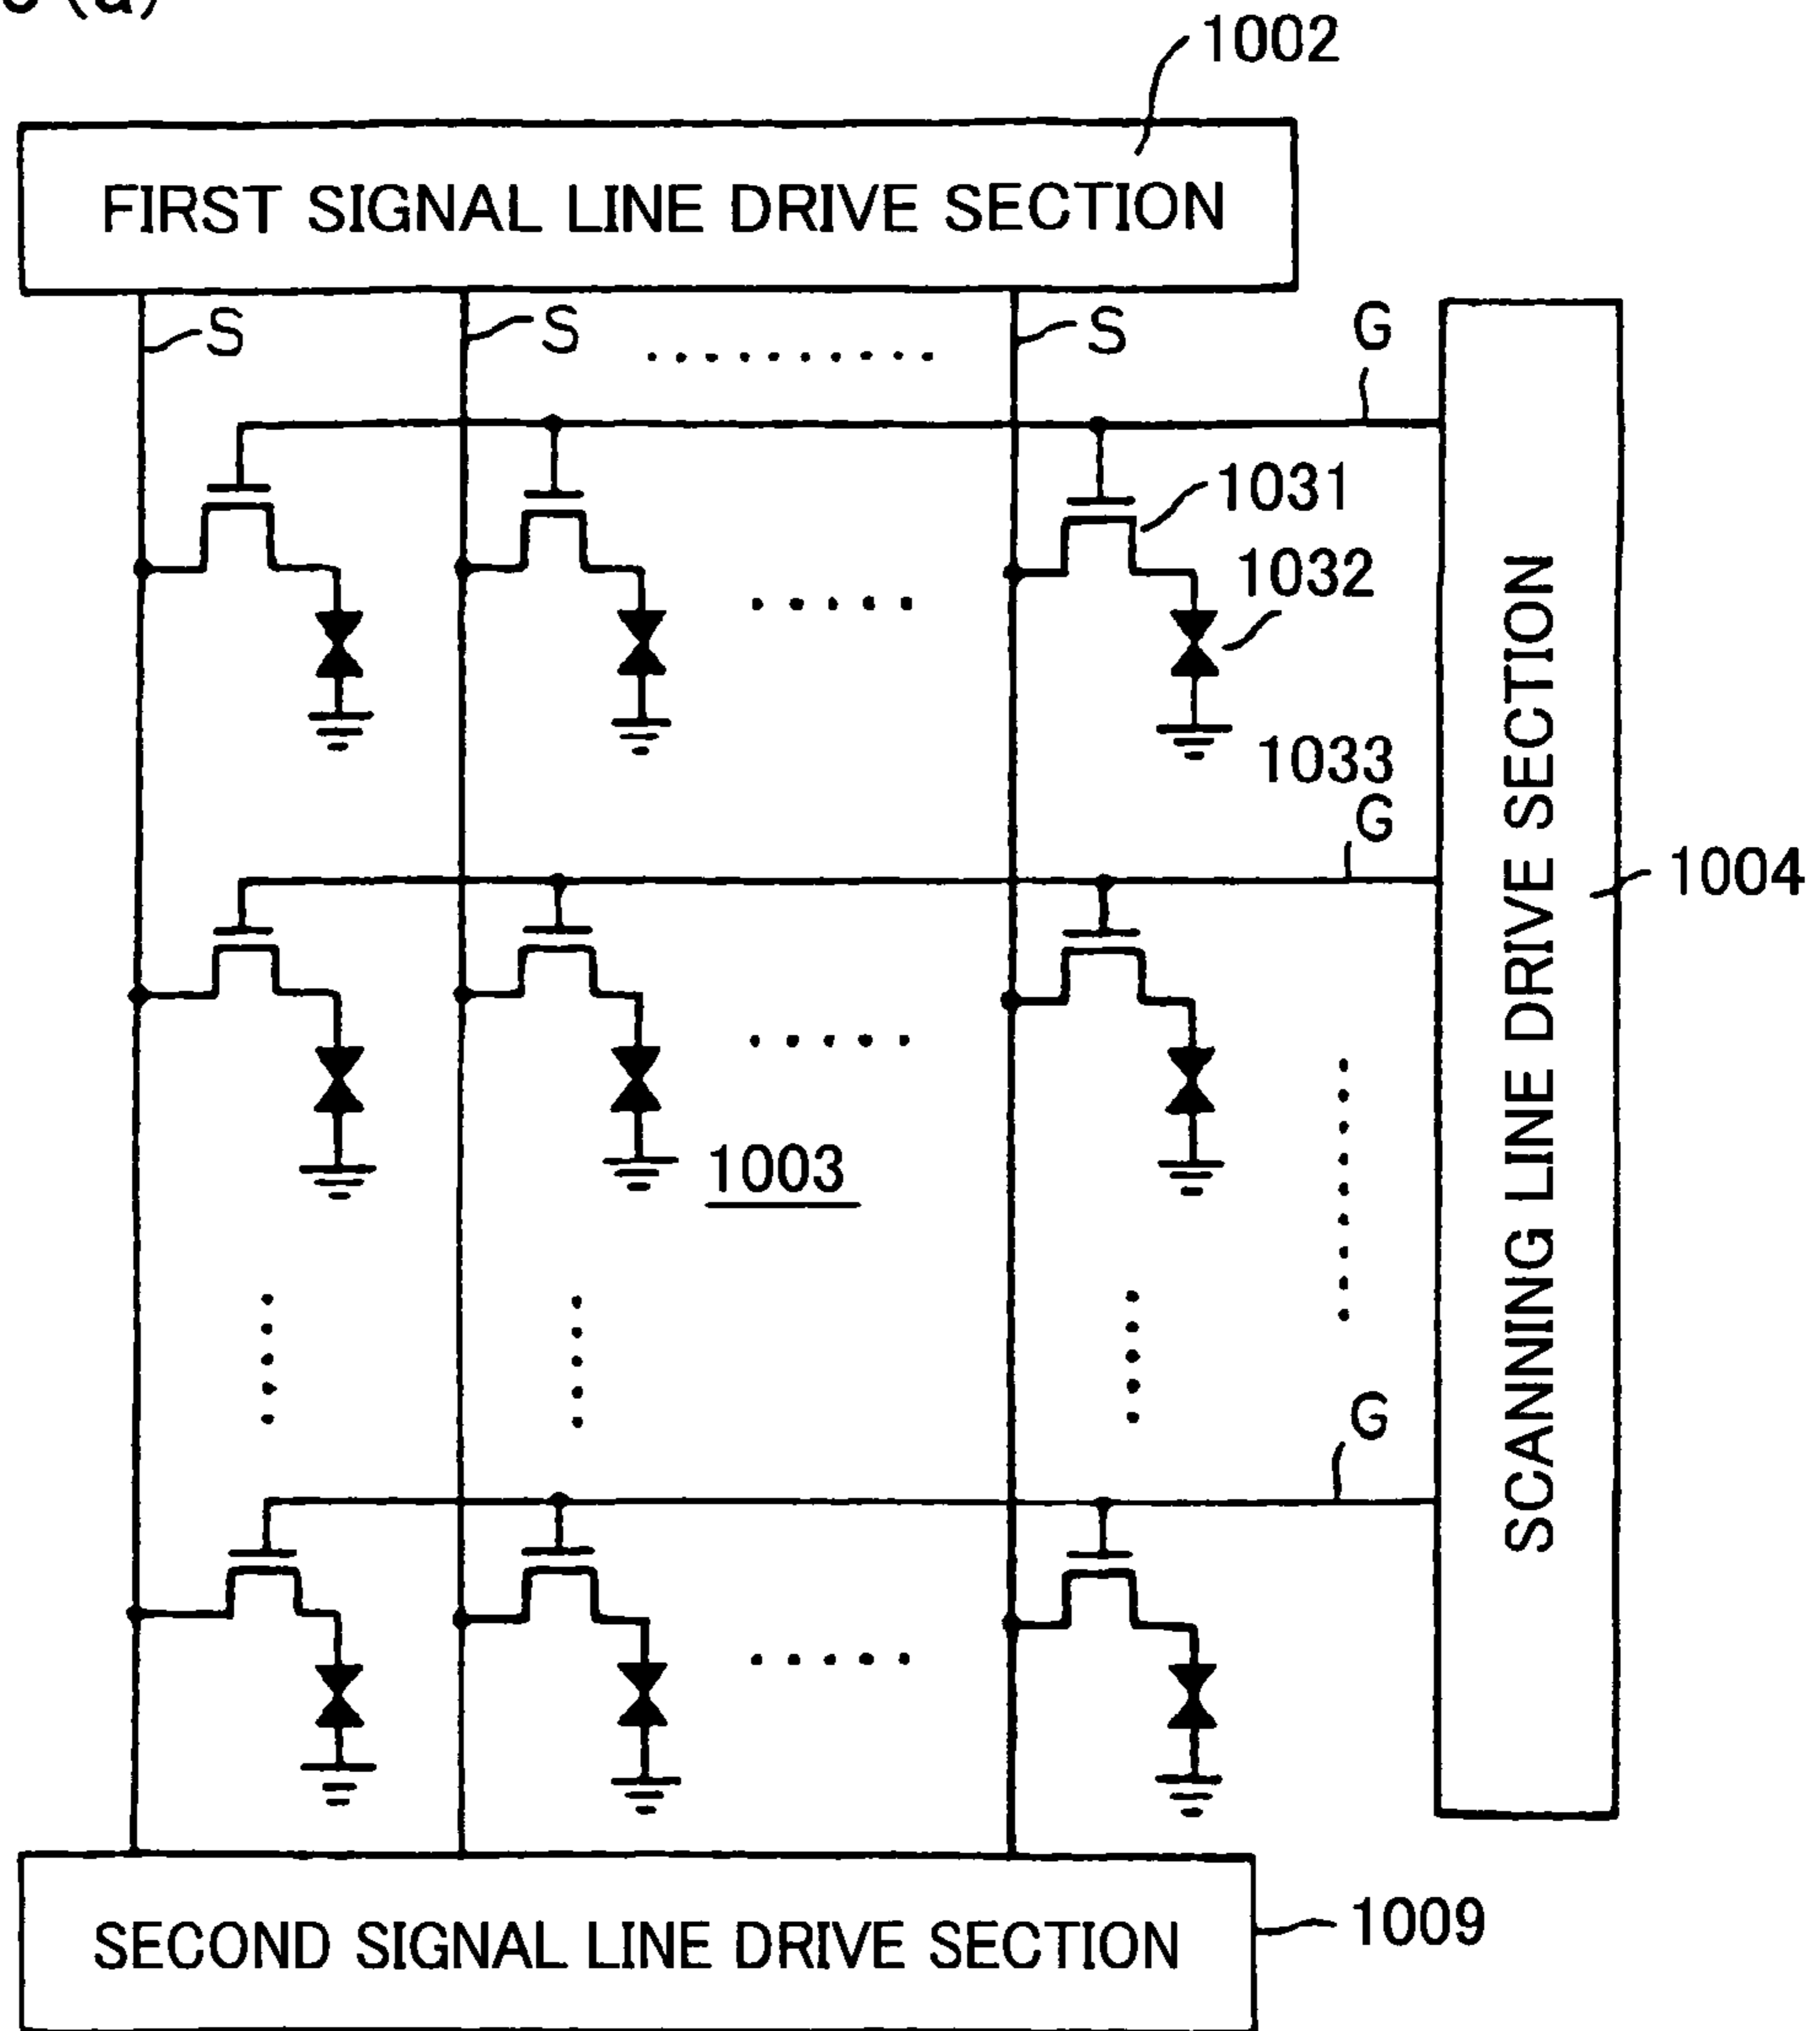 (a)
1002
FIRST SIGNAL LINE DRIVE SECTION
S
S
S
G
1031
1032
1033
G
SCANNING LINE DRIVE SECTION
1004
1003
G
SECOND SIGNAL LINE DRIVE SECTION
1009